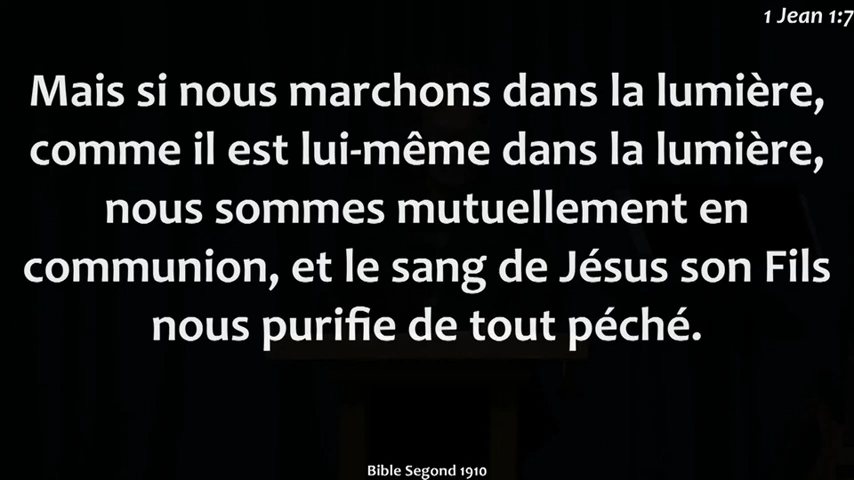 1 Jean 1:7
Mais si nous marchons dans la lumière,
comme il est lui-même dans la lumière,
nous sommes mutuellement en
communion, et le sang de Jésus son Fils
nous purifie de tout péché.
Bible Segond 1910